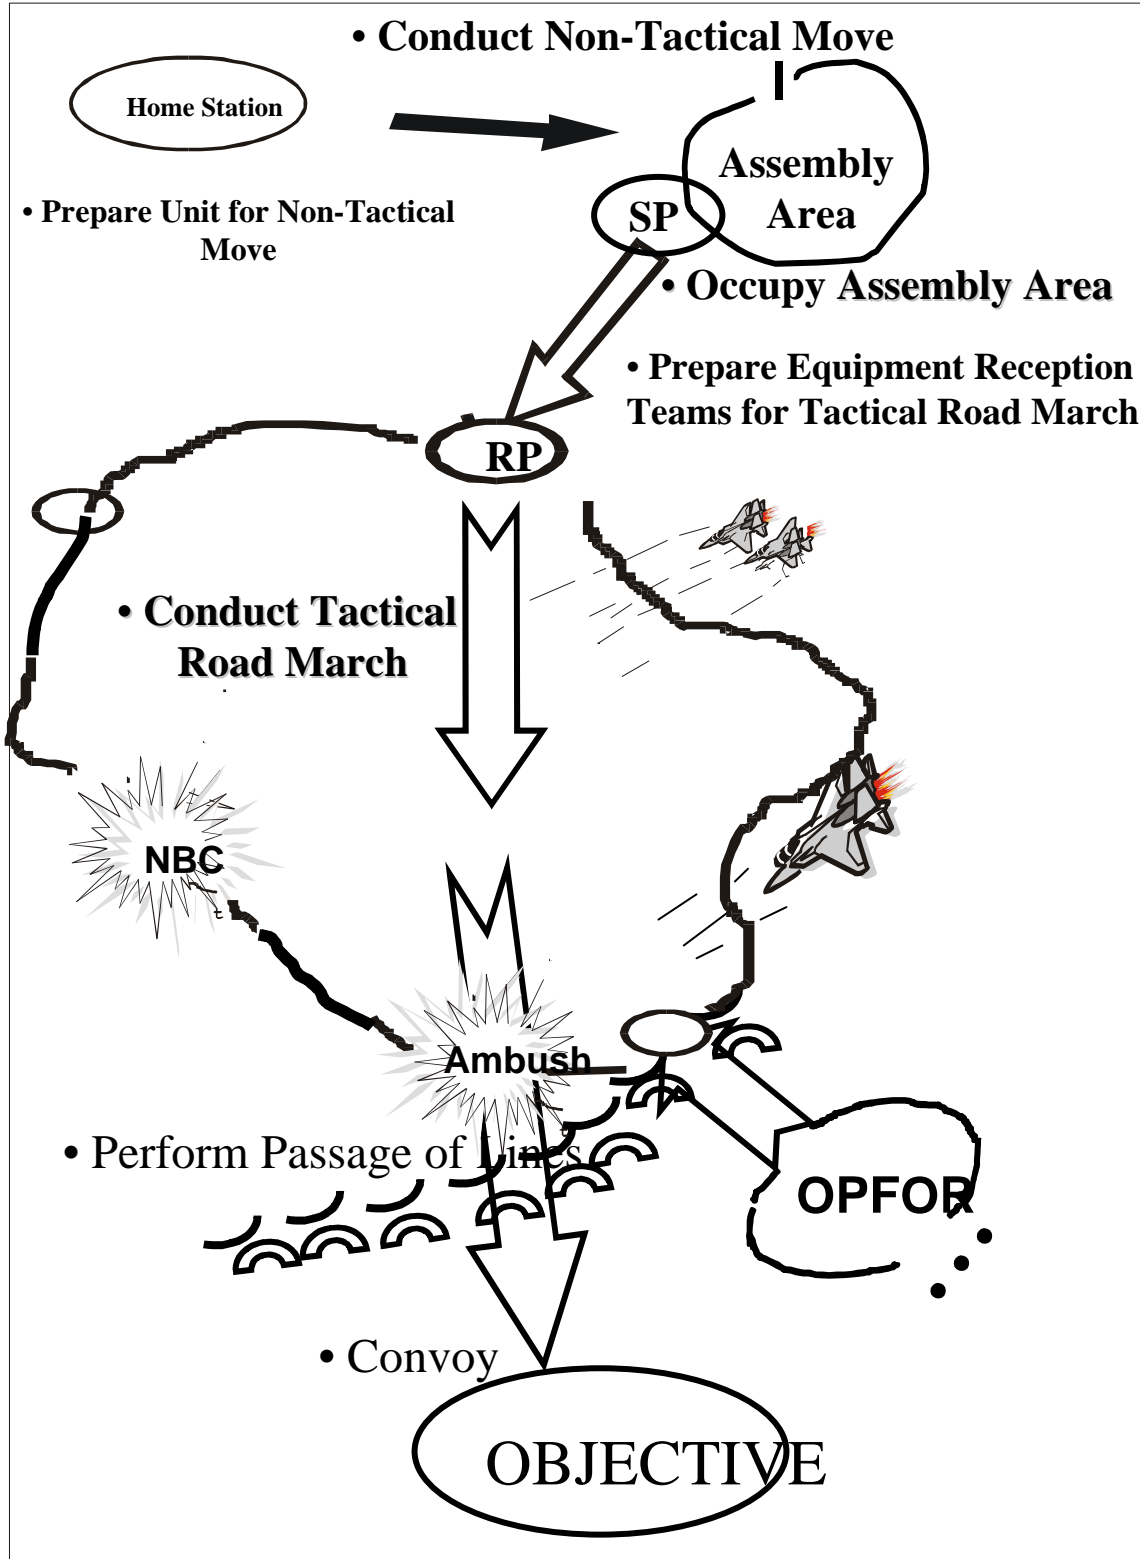 • Conduct Non-Tactical Move
Home Station
Assembly
Area
SP
• Prepare Unit for Non-Tactical
Move
• Occupy Assembly Area
• Prepare Equipment Reception
Teams for Tactical Road March
RP
• Conduct Tactical
Road March
NBC
Ambush
• Perform Passage of Lines
OPFOR
• Convoy
OBJECTIVE